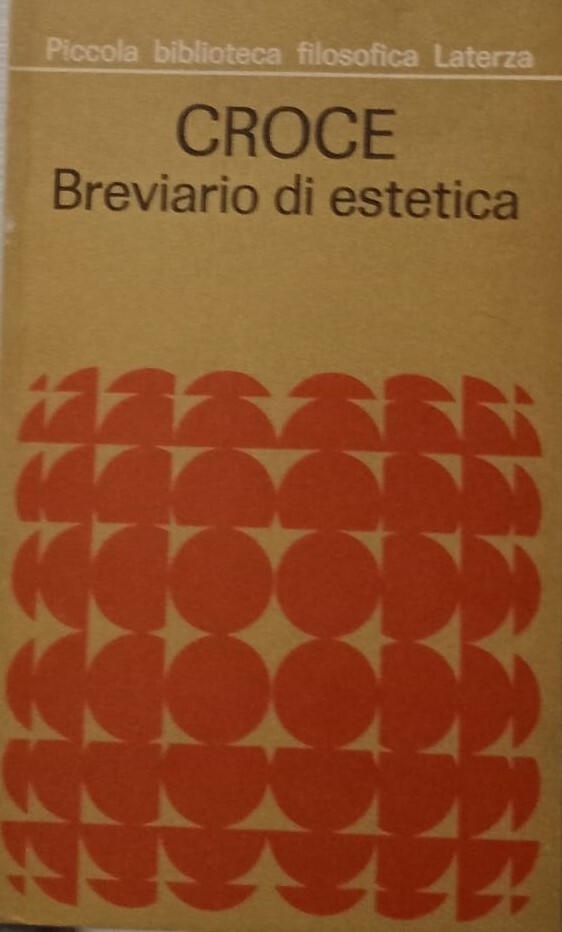 Piccola biblioteca filosofica Laterza
CROCE
Breviario di estetica